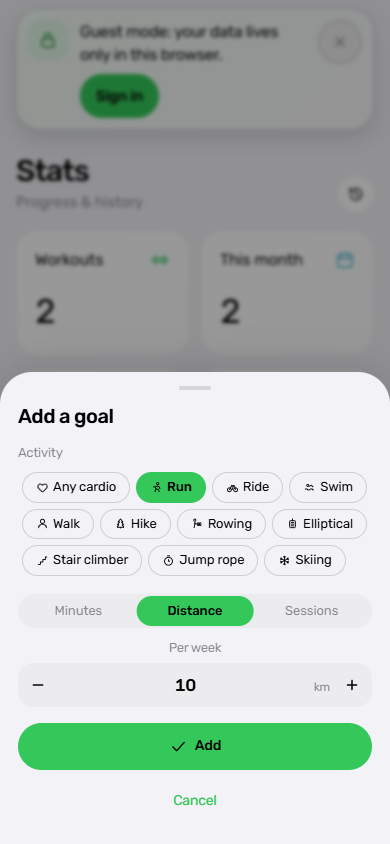 Guest mode: your data lives
only in this browser.
Sign in
Stats
Progress & history
Workouts
This month
2
2
Add a goal
Activity
Any cardio
Run
Ride
Swim
Walk
Hike
Rowing
Elliptical
Stair climber
Jump rope
Skiing
Minutes
Distance
Sessions
Per week
− 10 km +
Add
Cancel